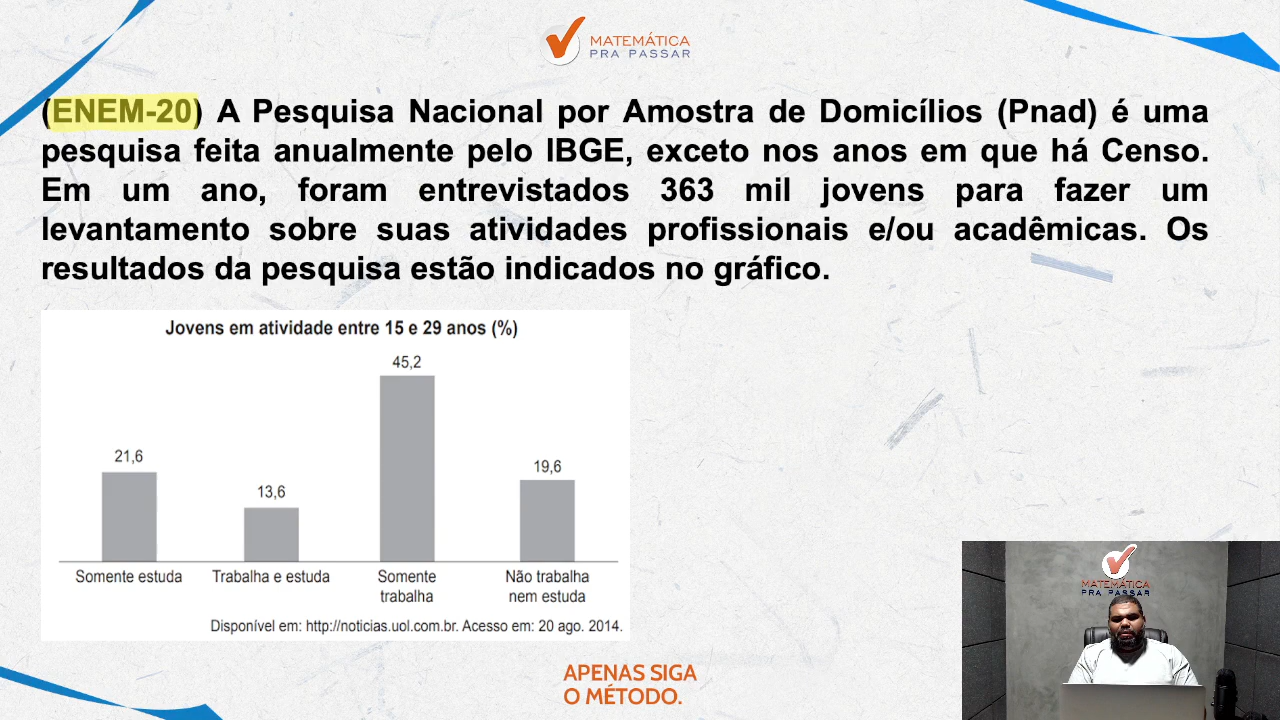 MATEMÁTICA
PRA PASSAR
(ENEM-20) A Pesquisa Nacional por Amostra de Domicílios (Pnad) é uma
pesquisa feita anualmente pelo IBGE, exceto nos anos em que há Censo.
Em um ano, foram entrevistados 363 mil jovens para fazer um
levantamento sobre suas atividades profissionais e/ou acadêmicas. Os
resultados da pesquisa estão indicados no gráfico.
Jovens em atividade entre 15 e 29 anos (%)
45,2
21,6
19,6
13,6
Somente estuda
Trabalha e estuda
Somente
trabalha
Não trabalha
nem estuda
Disponível em: http://noticias.uol.com.br. Acesso em: 20 ago. 2014.
MATEMÁTICA
PRA PASSAR
APENAS SIGA
O MÉTODO.